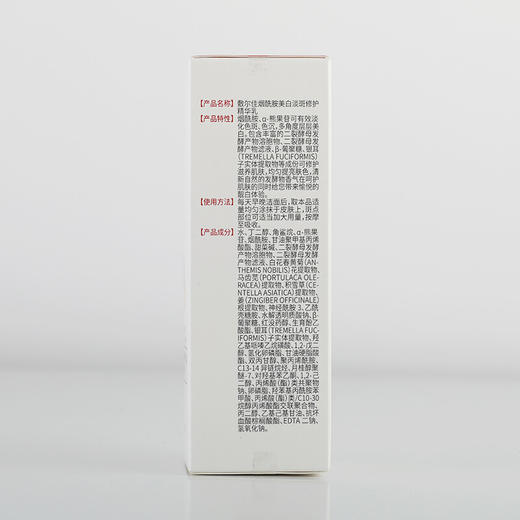 【产品名称】敷尔佳烟酰胺美白淡斑修护
精华乳
【产品特性】烟酰胺、α-熊果苷可有效淡
化色斑、色沉，多角度层层美
白。包含丰富的二裂酵母发
酵产物溶胞物、二裂酵母发
酵产物滤液、β-葡聚糖、银耳
(TREMELLA FUCIFORMIS)
子实体提取物等成份可修护
滋养肌肤，均匀提亮肤色，清
新自然的发酵物香气在呵护
肌肤的同时给您带来愉悦的
靓白体验。
【使用方法】每天早晚洁面后，取本品适
量均匀涂抹于皮肤上，斑点
部位可适当加大用量，按摩
至吸收。
【产品成分】水、丁二醇、角鲨烷、α-熊果
苷、烟酰胺、甘油聚甲基丙烯
酸酯、甜菜碱、二裂酵母发酵
产物溶胞物、二裂酵母发酵
产物滤液、白花春黄菊(AN-
THEMIS NOBILIS)花提取物、
马齿苋(PORTULACA OLE-
RACEA)提取物、积雪草(CE-
NTELLA ASIATICA)提取物、
姜(ZINGIBER OFFICINALE)
根提取物、神经酰胺 3、乙酰
壳糖胺、水解透明质酸钠、β-
葡聚糖、红没药醇、生育酚乙
酸酯、银耳(TREMELLA FUC-
IFORMIS)子实体提取物、羟
乙基哌嗪乙烷磺酸、1,2-戊二
醇、氢化卵磷脂、甘油硬脂酸
酯、双丙甘醇、聚丙烯酰胺、
C13-14 异链烷烃、月桂醇聚
醚-7、对羟基苯乙酮、1,2-己
二醇、丙烯酸（酯）类共聚物
钠、卵磷脂、羟苯基丙酰胺苯
甲酸、丙烯酸（酯）类/C10-30
烷醇丙烯酸酯交联聚合物、
丙二醇、乙基己基甘油、抗坏
血酸棕榈酸酯、EDTA 二钠、
氢氧化钠。